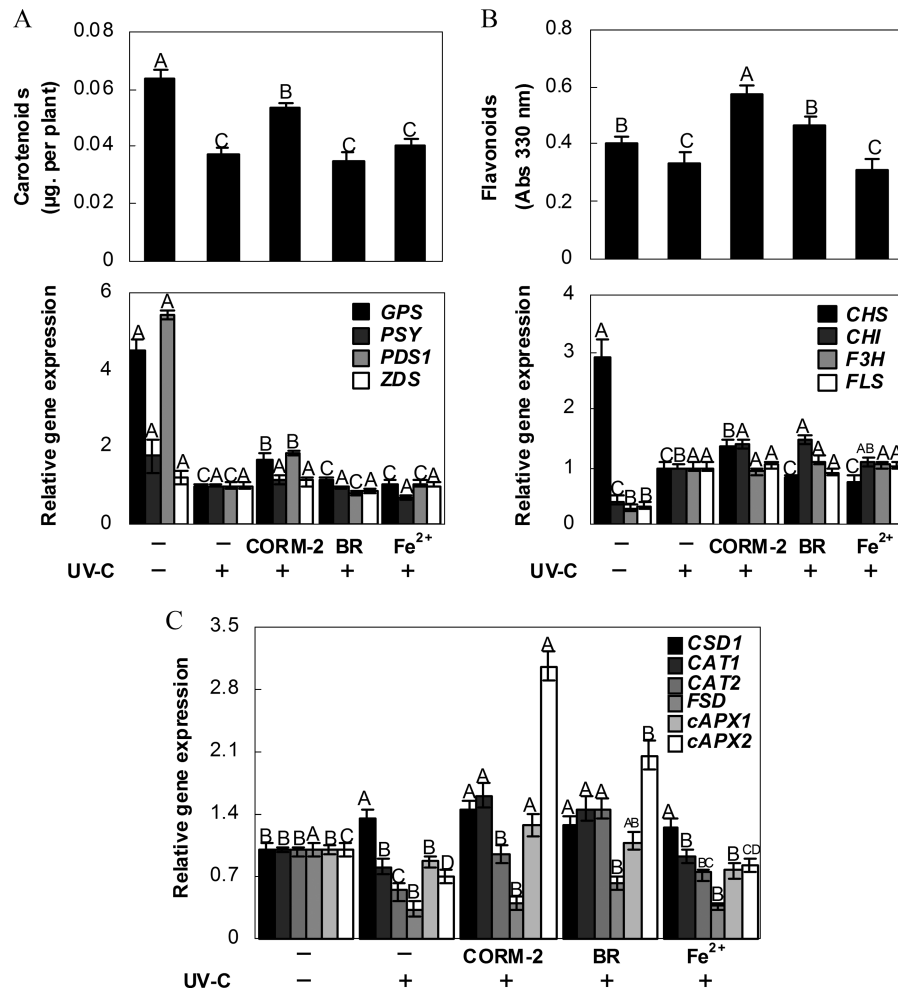 A
0.08
0.06
0.04
0.02
0
Carotenoids
(µg. per plant)
A
C
B
C
C
6
4
2
0
Relative gene expression
GPS
PSY
PDS1
ZDS
A A A A
C A C A
B A B A
C A C A
C A C A
– – CORM-2 BR Fe2+
UV-C – + + + +
B
0.8
0.6
0.4
0.2
0
Flavonoids
(Abs 330 nm)
B
C
A
B
C
4
3
2
1
0
Relative gene expression
CHS
CHI
F3H
FLS
A C B B
C B A A
B A A A
C A A A
C AB A A
– – CORM-2 BR Fe2+
UV-C – + + + +
C
3.5
2.8
2.1
1.4
0.7
0
Relative gene expression
CSD1
CAT1
CAT2
FSD
cAPX1
cAPX2
B B B A B C
A B C B B D
A A B B A A
A A A B AB B
A B BC B B CD
– – CORM-2 BR Fe2+
UV-C – + + + +